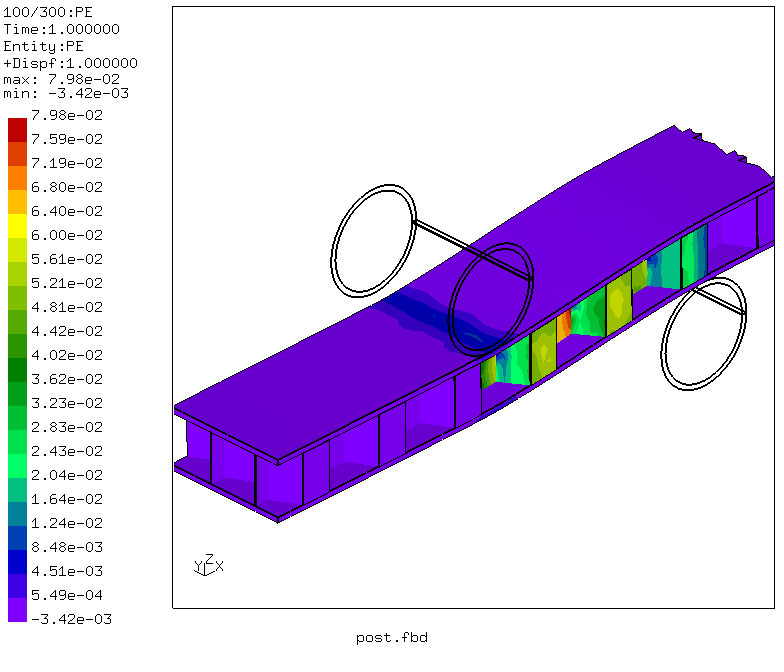 100/300:PE
Time:1.000000
Entity:PE
+Dispf:1.000000
max: 7.98e-02
min: -3.42e-03
7.98e-02
7.59e-02
7.19e-02
6.80e-02
6.40e-02
6.00e-02
5.61e-02
5.21e-02
4.81e-02
4.42e-02
4.02e-02
3.62e-02
3.23e-02
2.83e-02
2.43e-02
2.04e-02
1.64e-02
1.24e-02
8.48e-03
4.51e-03
5.49e-04
-3.42e-03
Y Z X
post.fbd